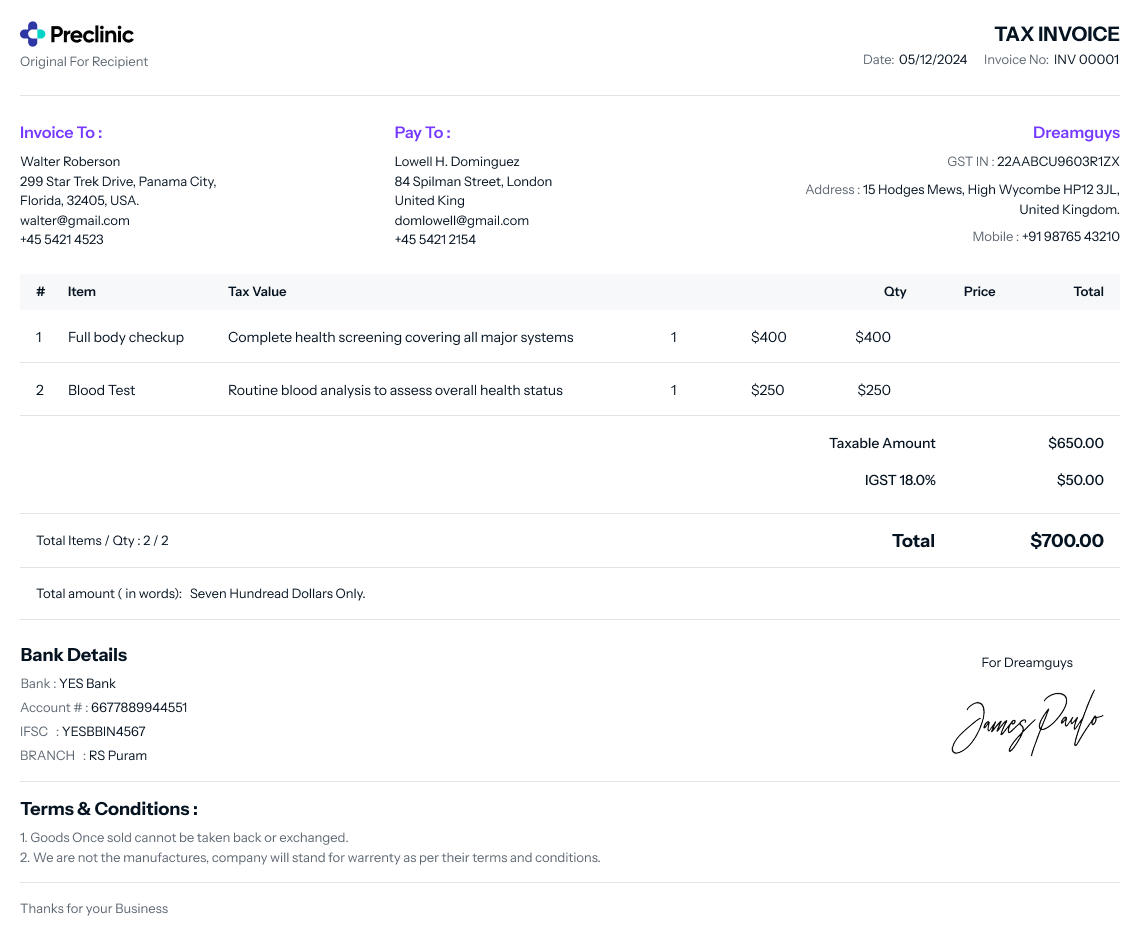 Preclinic
TAX INVOICE
Original For Recipient
Date: 05/12/2024 Invoice No: INV 00001
Invoice To :
Walter Roberson
299 Star Trek Drive, Panama City,
Florida, 32405, USA.
walter@gmail.com
+45 5421 4523
Pay To :
Lowell H. Dominguez
84 Spilman Street, London
United King
domlowell@gmail.com
+45 5421 2154
Dreamguys
GST IN : 22AABCU9603R1ZX
Address : 15 Hodges Mews, High Wycombe HP12 3JL,
United Kingdom.
Mobile : +91 98765 43210
# Item Tax Value Qty Price Total
1 Full body checkup Complete health screening covering all major systems 1 $400 $400
2 Blood Test Routine blood analysis to assess overall health status 1 $250 $250
Taxable Amount $650.00
IGST 18.0% $50.00
Total Items / Qty : 2 / 2 Total $700.00
Total amount ( in words): Seven Hundread Dollars Only.
Bank Details
Bank : YES Bank
Account # : 6677889944551
IFSC : YESBBIN4567
BRANCH : RS Puram
For Dreamguys
James Paulo
Terms & Conditions :
1. Goods Once sold cannot be taken back or exchanged.
2. We are not the manufactures, company will stand for warrenty as per their terms and conditions.
Thanks for your Business